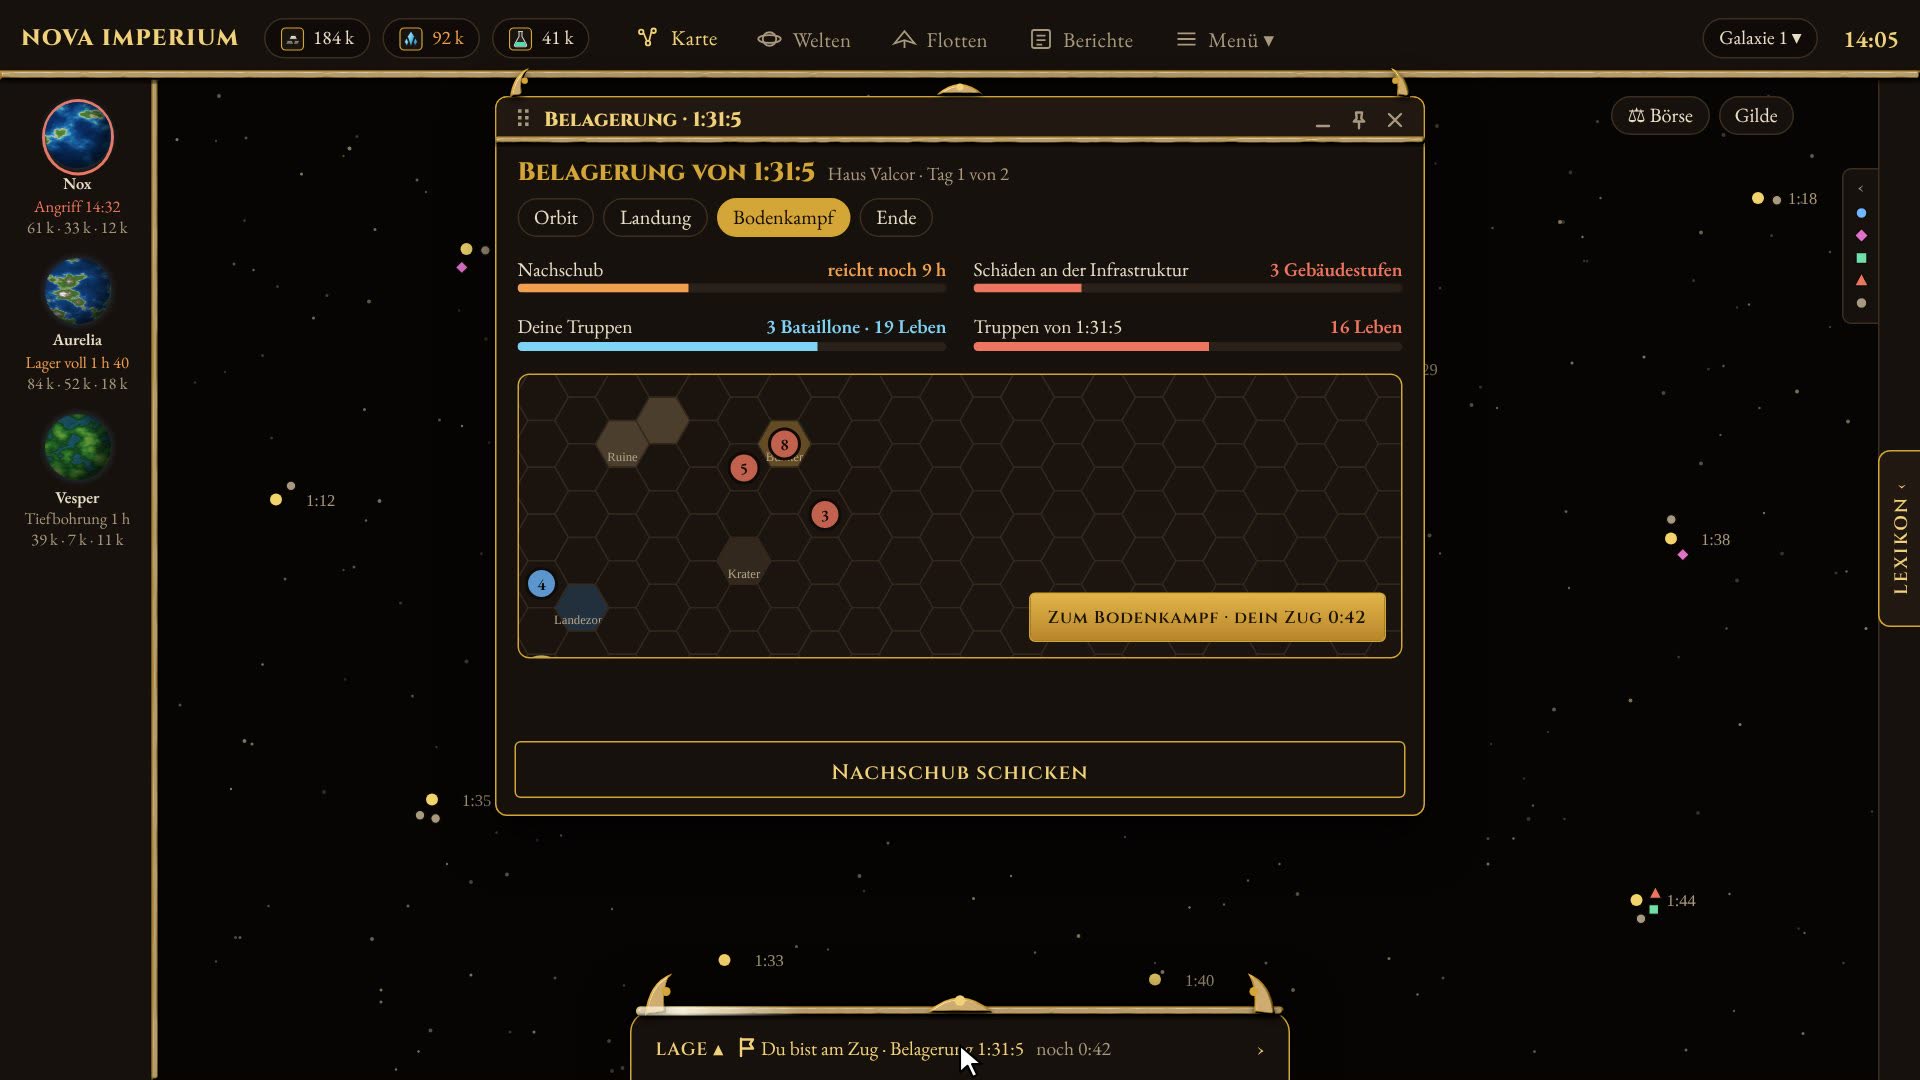 NOVA IMPERIUM
184 k
92 k
41 k
Karte
Welten
Flotten
Berichte
Menü ▾
Galaxie 1 ▾
14:05
Nox
Angriff 14:32
61 k · 33 k · 12 k
Aurelia
Lager voll 1 h 40
84 k · 52 k · 18 k
Vesper
Tiefbohrung 1 h
39 k · 7 k · 11 k
Belagerung · 1:31:5
Belagerung von 1:31:5 Haus Valcor · Tag 1 von 2
Orbit
Landung
Bodenkampf
Ende
Nachschub reicht noch 9 h
Schäden an der Infrastruktur 3 Gebäudestufen
Deine Truppen 3 Bataillone · 19 Leben
Truppen von 1:31:5 16 Leben
Ruine
8
5
3
Krater
4
Landezon
Zum Bodenkampf · dein Zug 0:42
Nachschub schicken
Börse
Gilde
1:18
29
1:12
1:38
LEXIKON
1:35
1:44
1:33
1:40
LAGE ▴ Du bist am Zug · Belagerung 1:31:5 noch 0:42